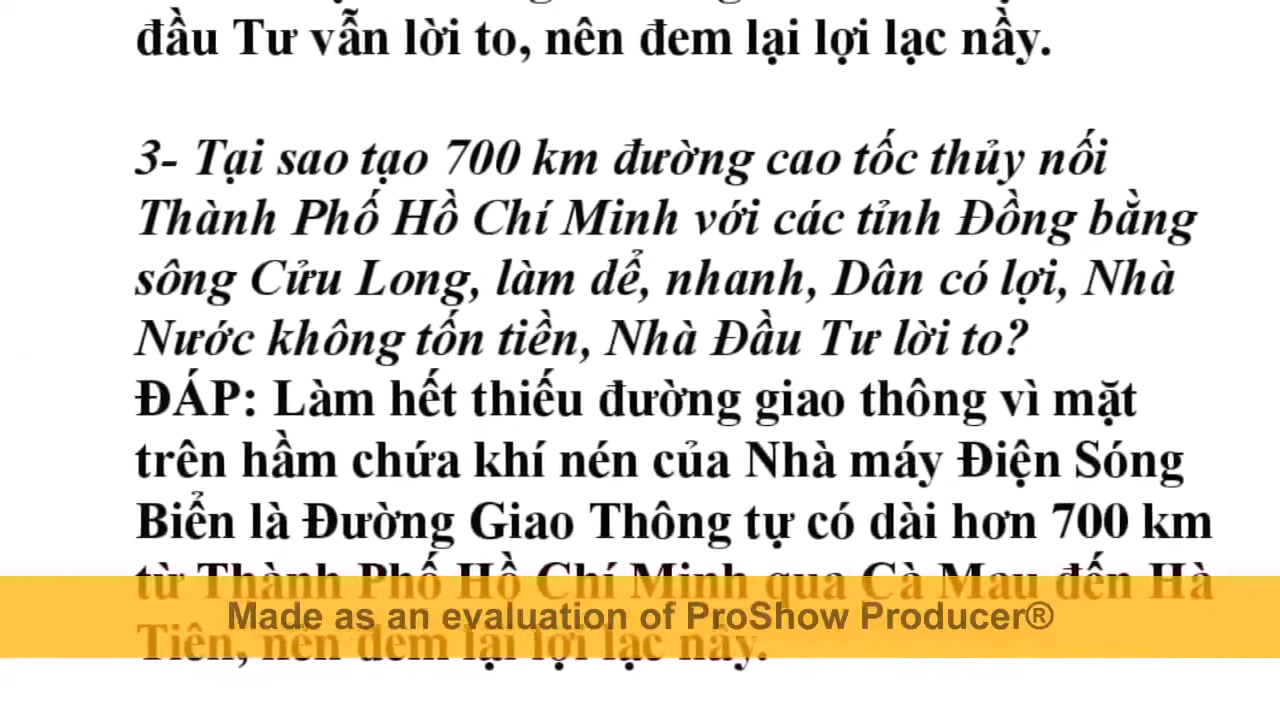 đầu Tư vẫn lời to, nên đem lại lợi lạc nầy.
3- Tại sao tạo 700 km đường cao tốc thủy nối
Thành Phố Hồ Chí Minh với các tỉnh Đồng bằng
sông Cửu Long, làm dể, nhanh, Dân có lợi, Nhà
Nước không tốn tiền, Nhà Đầu Tư lời to?
ĐÁP: Làm hết thiếu đường giao thông vì mặt
trên hầm chứa khí nén của Nhà máy Điện Sóng
Biển là Đường Giao Thông tự có dài hơn 700 km
từ Thành Phố Hồ Chí Minh qua Cà Mau đến Hà
Made as an evaluation of ProShow Producer®
Tiên, nên đem lại lợi lạc nầy.